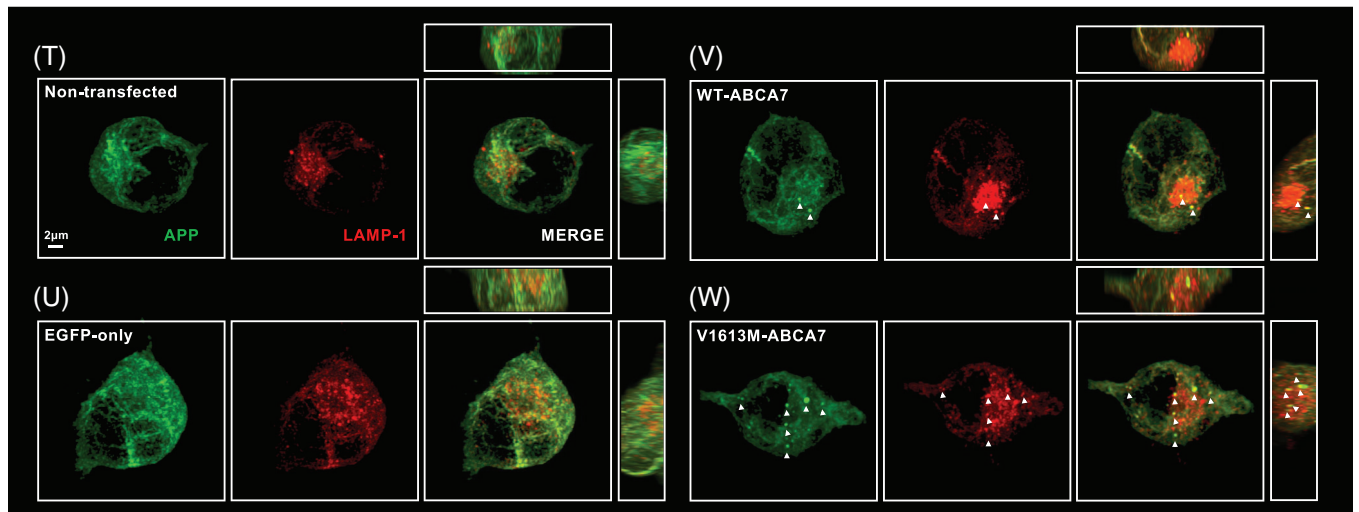 (T)
Non-transfected
2μm
APP
LAMP-1
MERGE
(V)
WT-ABCA7
(U)
EGFP-only
(W)
V1613M-ABCA7